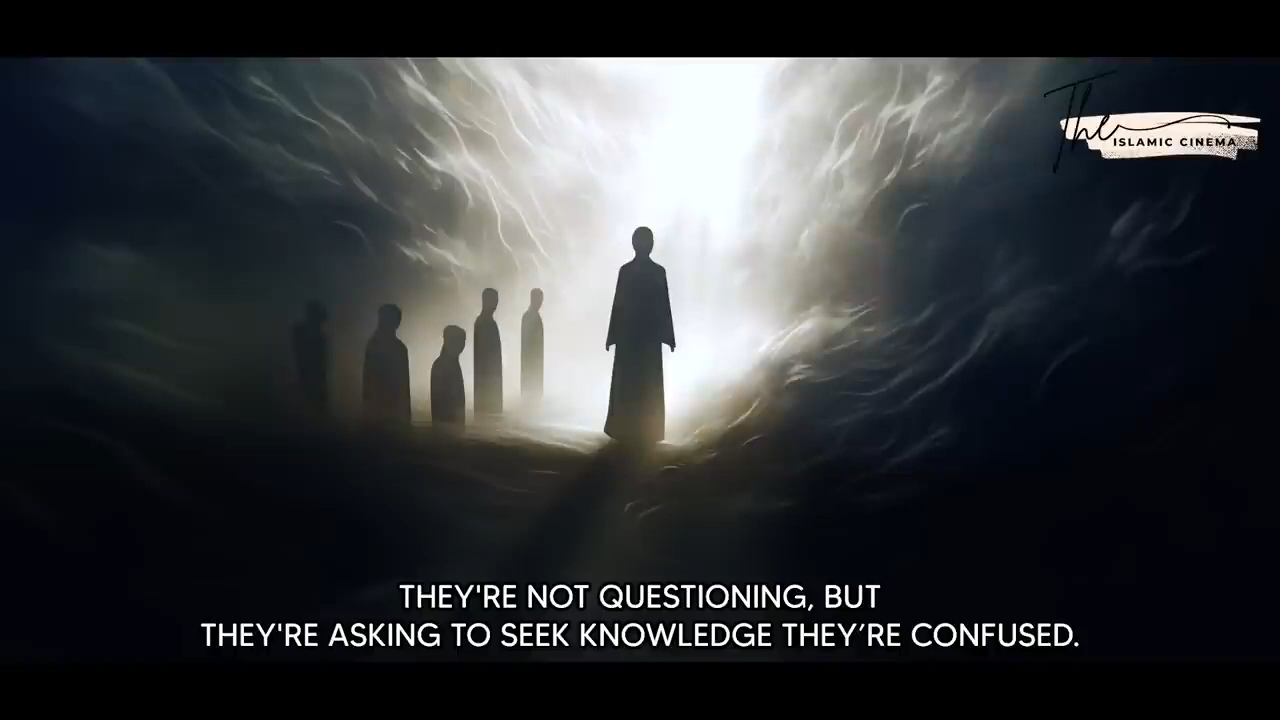 The
ISLAMIC CINEMA
THEY'RE NOT QUESTIONING, BUT
THEY'RE ASKING TO SEEK KNOWLEDGE THEY’RE CONFUSED.